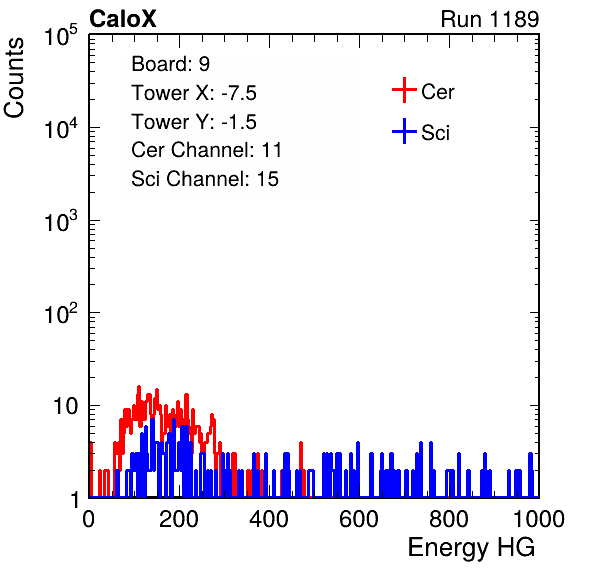 CaloX Run 1189
Counts
10^5
10^4
10^3
10^2
10
1
Board: 9
Tower X: -7.5
Tower Y: -1.5
Cer Channel: 11
Sci Channel: 15
Cer
Sci
0 200 400 600 800 1000
Energy HG